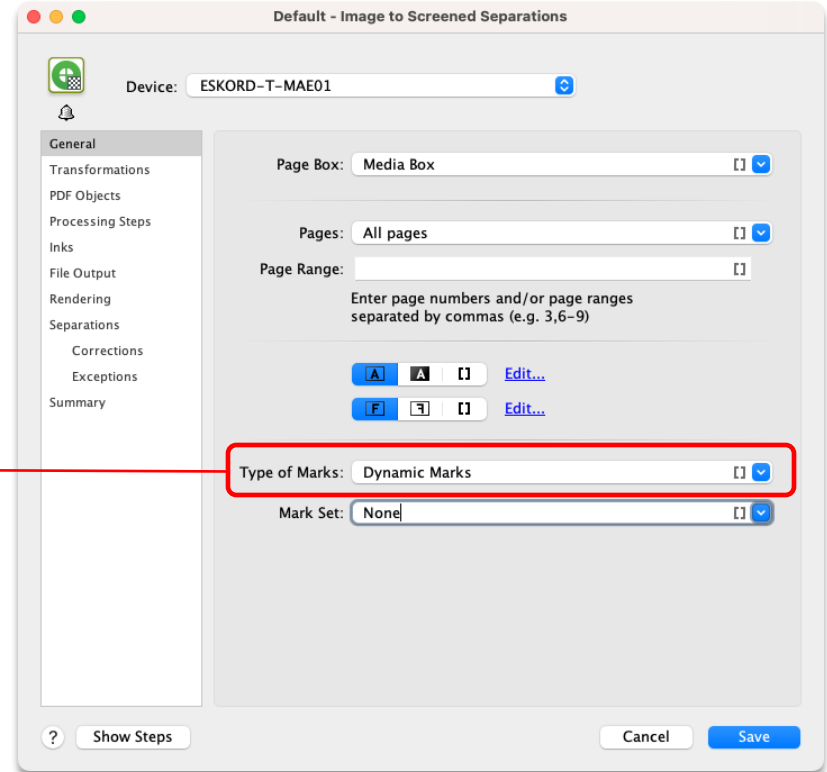 Default - Image to Screened Separations
Device: ESKORD-T-MAE01
General
Transformations
PDF Objects
Processing Steps
Inks
File Output
Rendering
Separations
Corrections
Exceptions
Summary
Page Box: Media Box []
Pages: All pages []
Page Range: []
Enter page numbers and/or page ranges
separated by commas (e.g. 3,6-9)
A A [] Edit...
F F [] Edit...
Type of Marks: Dynamic Marks []
Mark Set: None []
? Show Steps Cancel Save